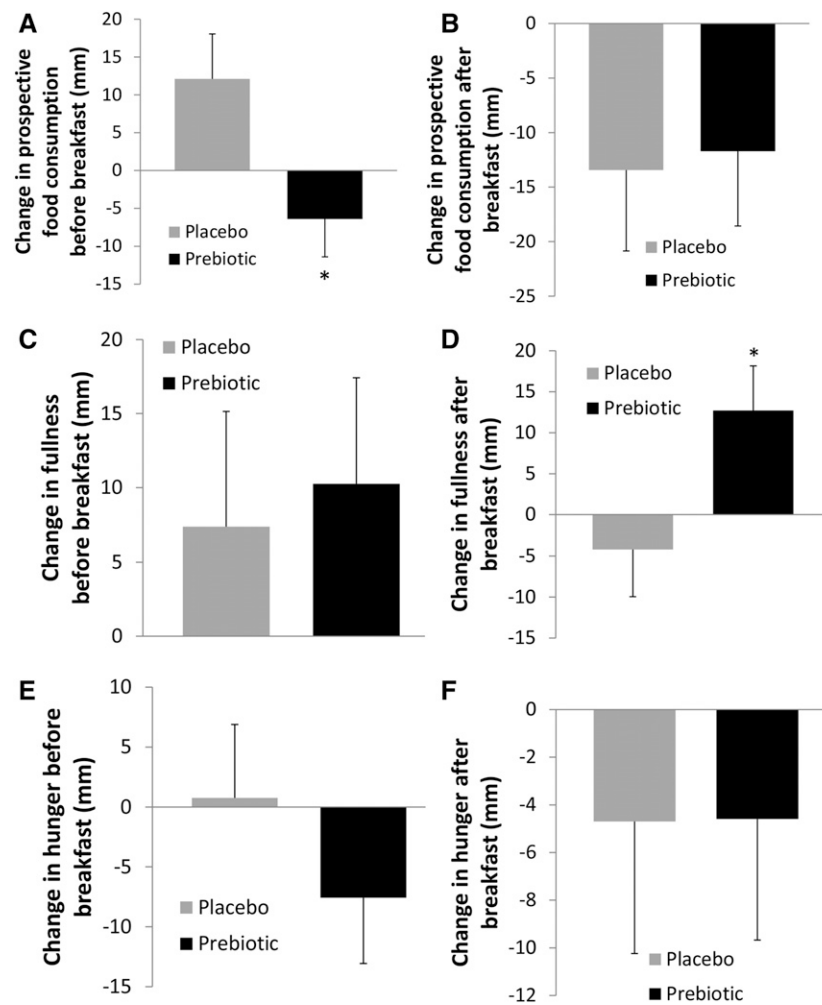 A
Change in prospective
food consumption
before breakfast (mm)
20
15
10
5
0
-5
-10
-15
Placebo
Prebiotic
*
B
Change in prospective
food consumption after
breakfast (mm)
0
-5
-10
-15
-20
-25
Placebo
Prebiotic
C
Change in fullness
before breakfast (mm)
20
15
10
5
0
Placebo
Prebiotic
D
Change in fullness after
breakfast (mm)
20
15
10
5
0
-5
-10
-15
Placebo
Prebiotic
*
E
Change in hunger before
breakfast (mm)
10
5
0
-5
-10
-15
Placebo
Prebiotic
F
Change in hunger after
breakfast (mm)
0
-2
-4
-6
-8
-10
-12
Placebo
Prebiotic